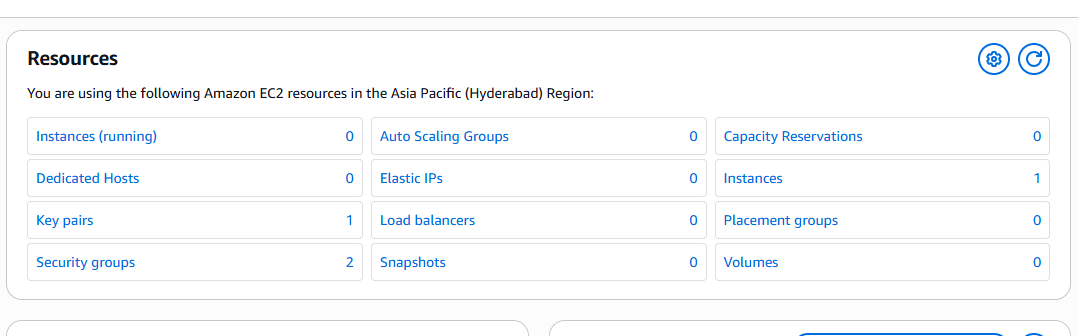 Resources
You are using the following Amazon EC2 resources in the Asia Pacific (Hyderabad) Region:
Instances (running) 0 Auto Scaling Groups 0 Capacity Reservations 0
Dedicated Hosts 0 Elastic IPs 0 Instances 1
Key pairs 1 Load balancers 0 Placement groups 0
Security groups 2 Snapshots 0 Volumes 0